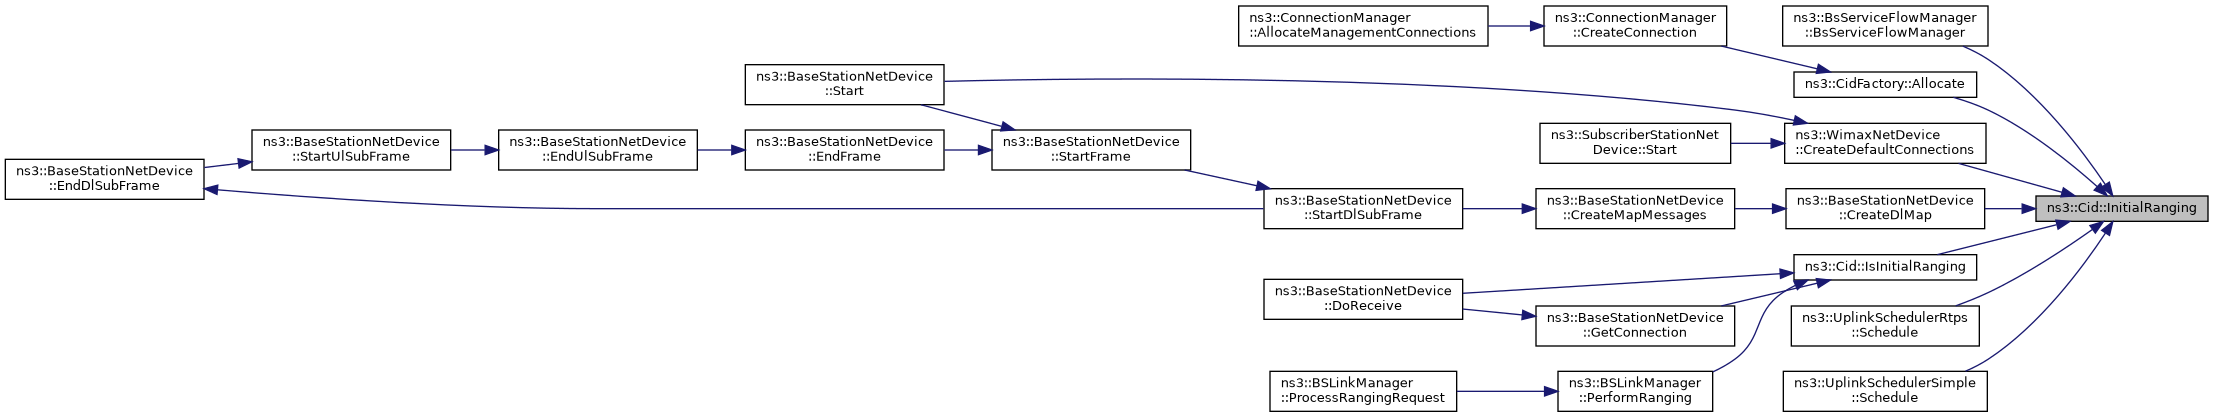 ns3::ConnectionManager
::AllocateManagementConnections
ns3::ConnectionManager
::CreateConnection
ns3::BsServiceFlowManager
::BsServiceFlowManager
ns3::BaseStationNetDevice
::Start
ns3::CidFactory::Allocate
ns3::BaseStationNetDevice
::EndDlSubFrame
ns3::BaseStationNetDevice
::StartUlSubFrame
ns3::BaseStationNetDevice
::EndUlSubFrame
ns3::BaseStationNetDevice
::EndFrame
ns3::BaseStationNetDevice
::StartFrame
ns3::SubscriberStationNet
Device::Start
ns3::WimaxNetDevice
::CreateDefaultConnections
ns3::BaseStationNetDevice
::StartDlSubFrame
ns3::BaseStationNetDevice
::CreateMapMessages
ns3::BaseStationNetDevice
::CreateDlMap
ns3::Cid::InitialRanging
ns3::Cid::IsInitialRanging
ns3::BaseStationNetDevice
::DoReceive
ns3::BaseStationNetDevice
::GetConnection
ns3::UplinkSchedulerRtps
::Schedule
ns3::BSLinkManager
::ProcessRangingRequest
ns3::BSLinkManager
::PerformRanging
ns3::UplinkSchedulerSimple
::Schedule